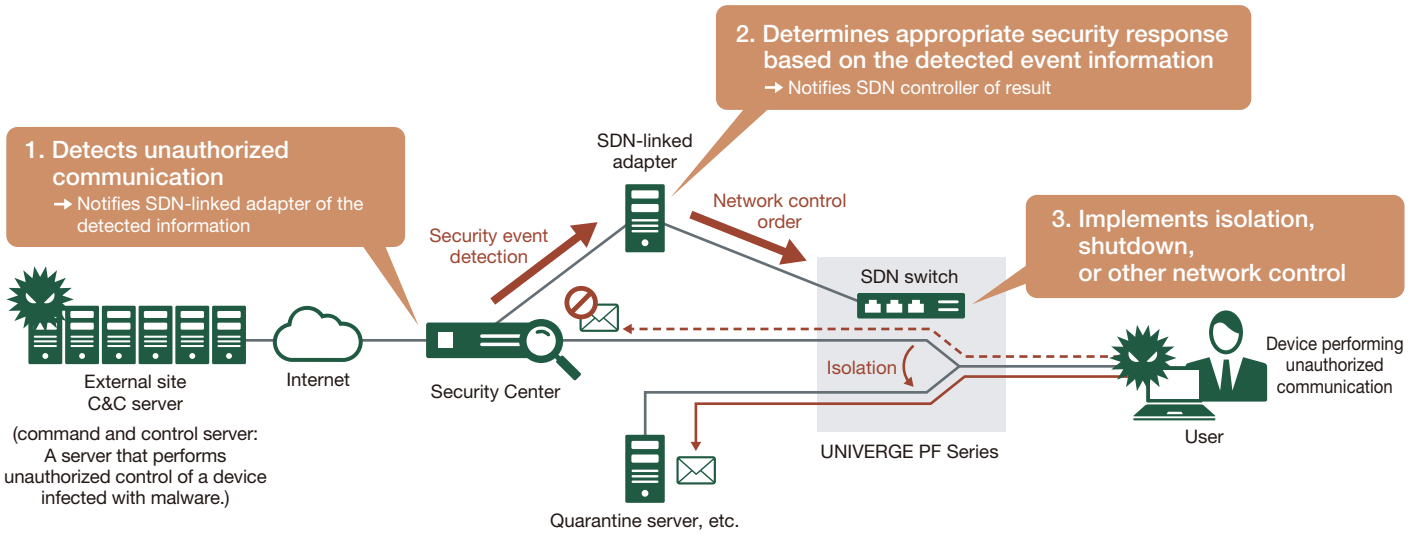 2. Determines appropriate security response
based on the detected event information
→ Notifies SDN controller of result
1. Detects unauthorized
communication
→ Notifies SDN-linked adapter of the
detected information
SDN-linked
adapter
Security event
detection
Network control
order
3. Implements isolation,
shutdown,
or other network control
SDN switch
External site
C&C server
(command and control server:
A server that performs
unauthorized control of a device
infected with malware.)
Internet
Security Center
Isolation
UNIVERGE PF Series
Device performing
unauthorized
communication
User
Quarantine server, etc.